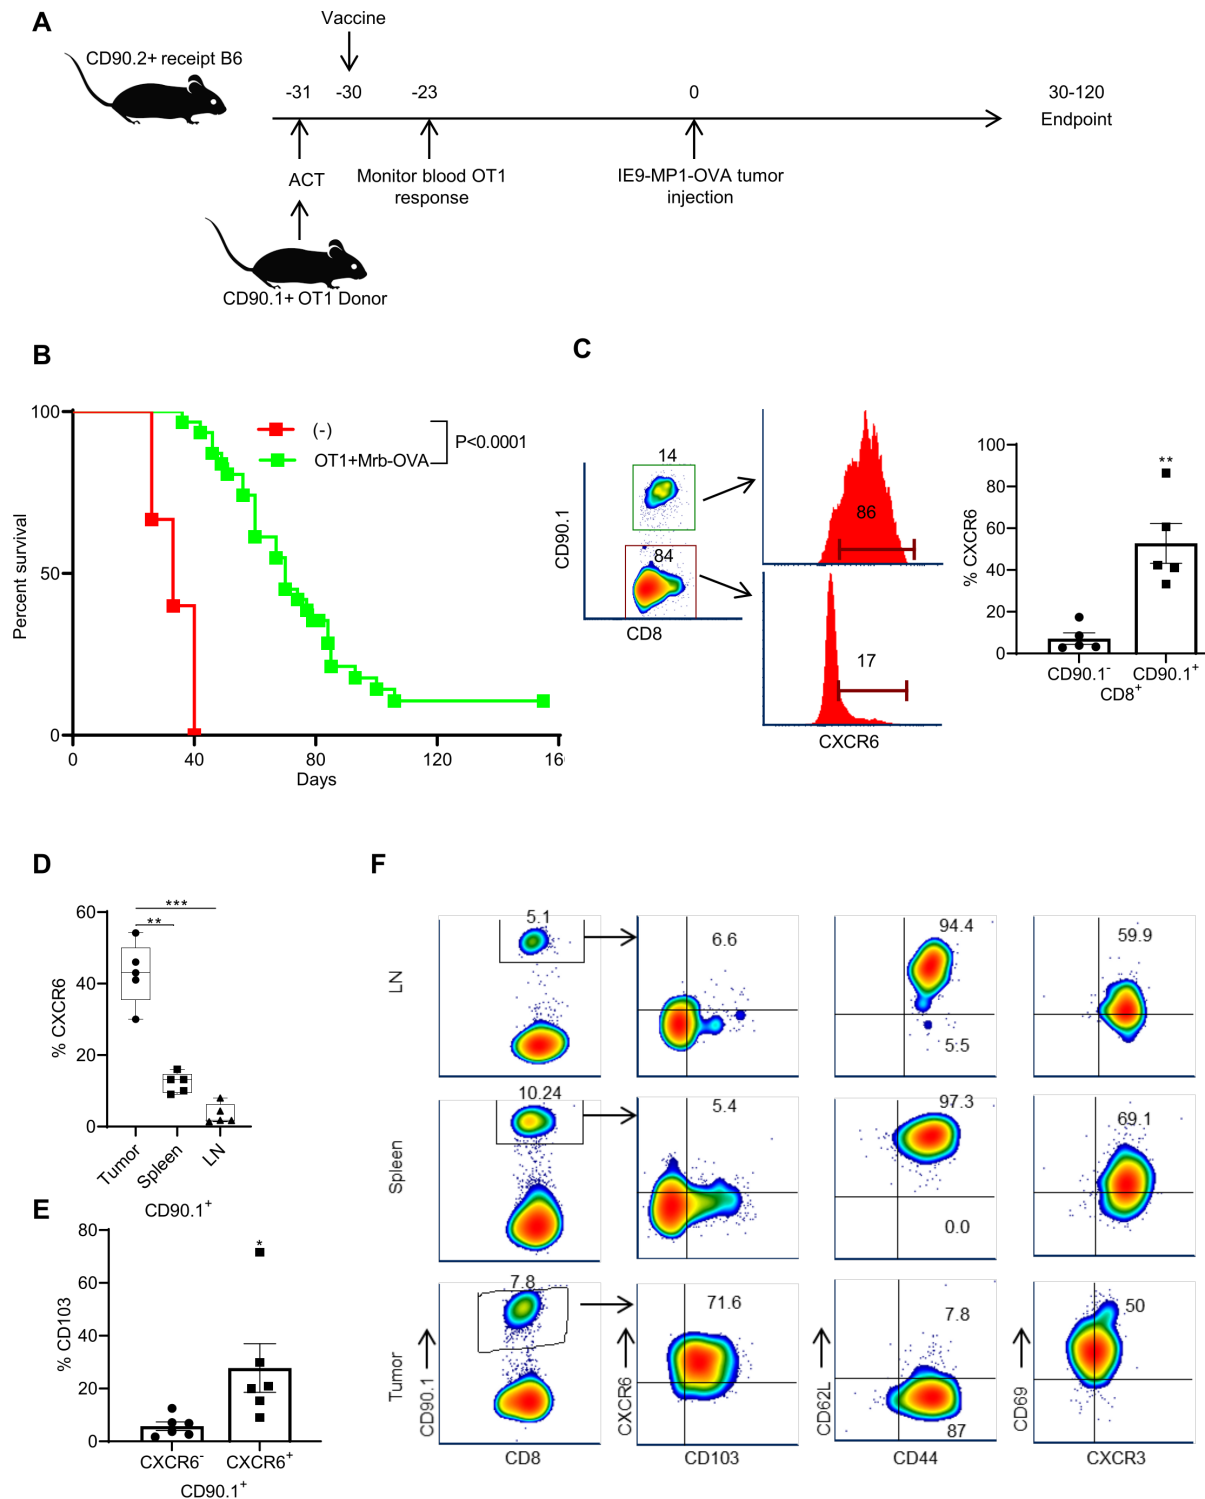 A
Vaccine
CD90.2+ receipt B6
-31
-30
-23
0
30-120
Endpoint
ACT
Monitor blood OT1
response
IE9-MP1-OVA tumor
injection
CD90.1+ OT1 Donor
B
Percent survival
100
50
0
0
40
80
120
16
Days
(-)
OT1+Mrb-OVA
P<0.0001
C
CD90.1
14
84
CD8
86
17
CXCR6
% CXCR6
100
80
60
40
20
0
**
CD90.1-
CD90.1+
CD8+
D
% CXCR6
60
40
20
0
***
**
Tumor
Spleen
LN
CD90.1+
E
% CD103
80
60
40
20
0
*
CXCR6-
CXCR6+
CD90.1+
F
LN
5.1
6.6
94.4
5:5
59.9
Spleen
10.24
5.4
97.3
0.0
69.1
Tumor
7.8
71.6
7.8
87
50
CD90.1
CXCR6
CD62L
CD69
CD8
CD103
CD44
CXCR3